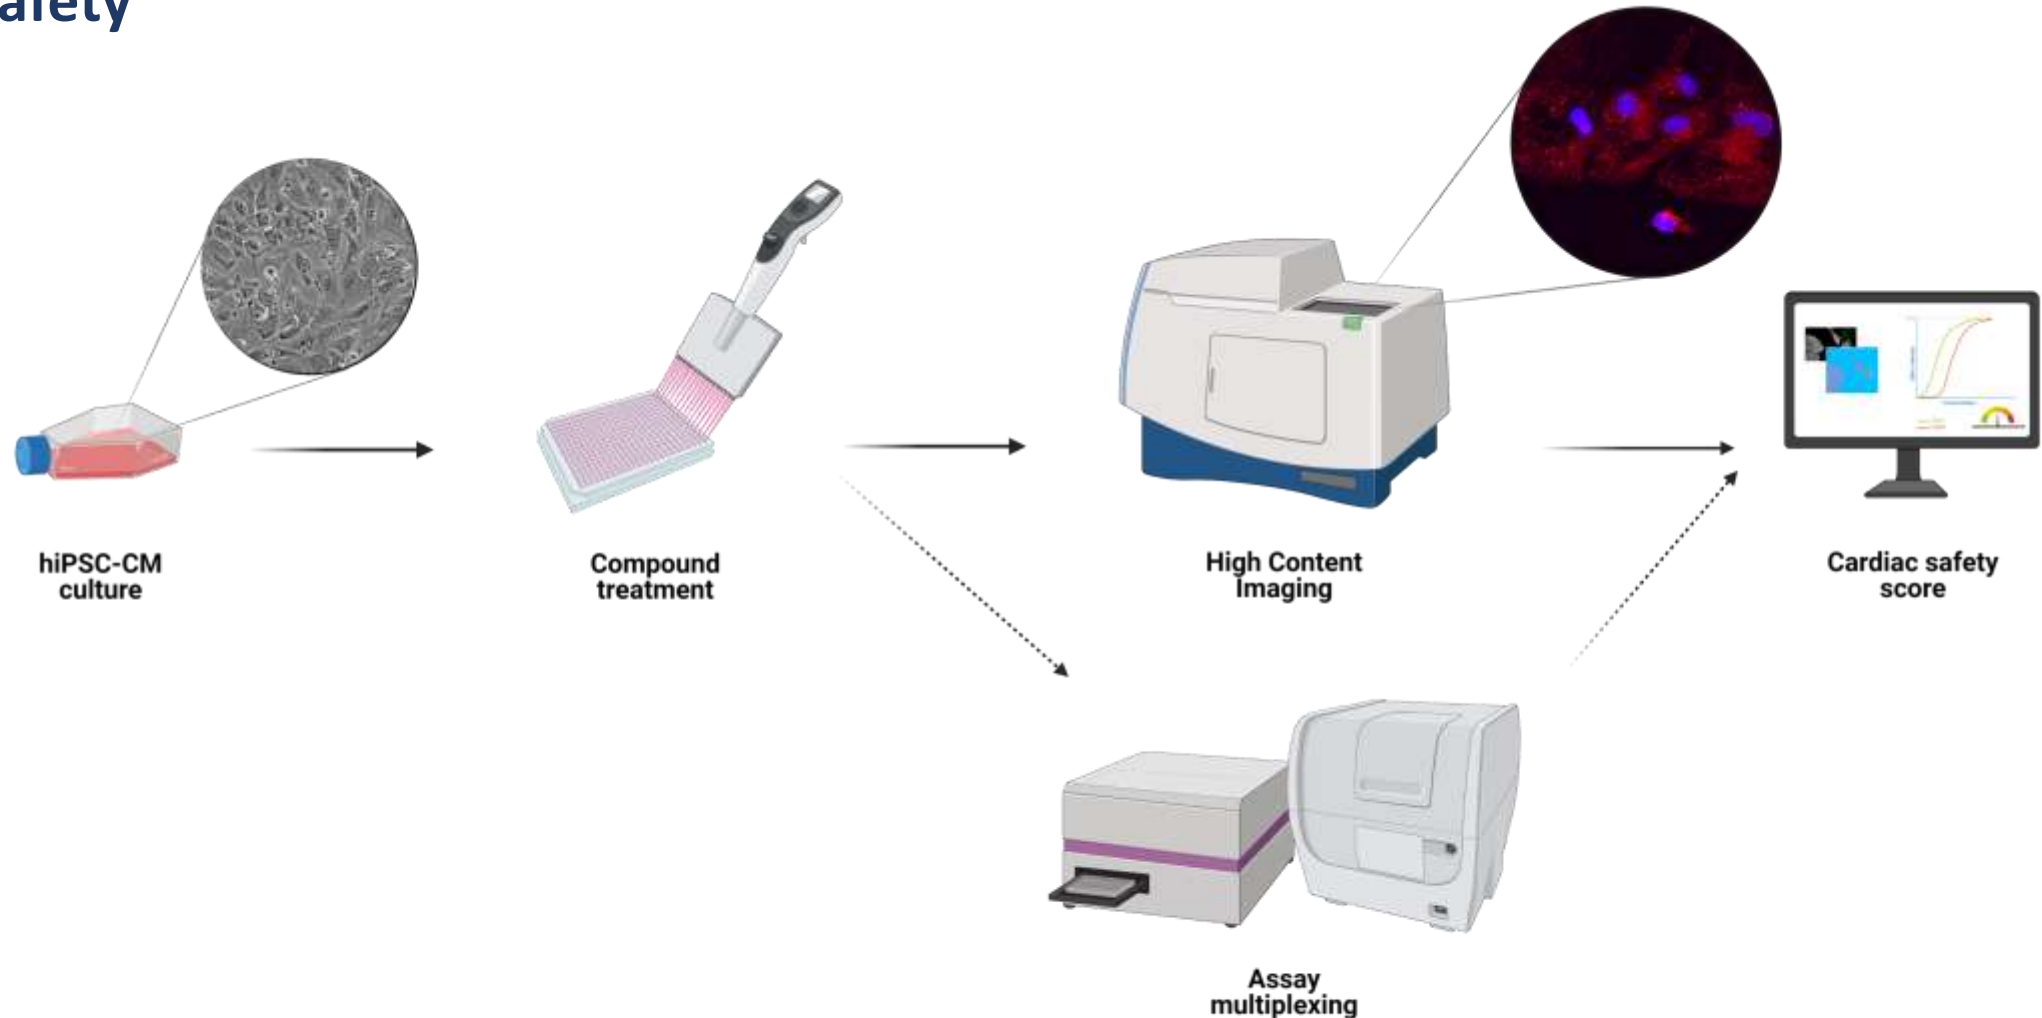 afety
hiPSC-CM
culture
Compound
treatment
High Content
Imaging
Cardiac safety
score
Assay
multiplexing